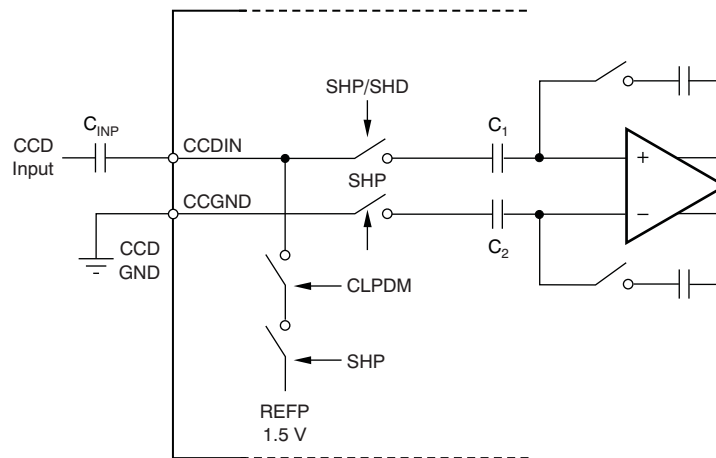 SHP/SHD
C_INP
CCD
Input
CCDIN
C_1
+
SHP
CCGND
−
C_2
CCD
GND
CLPDM
SHP
REFP
1.5 V